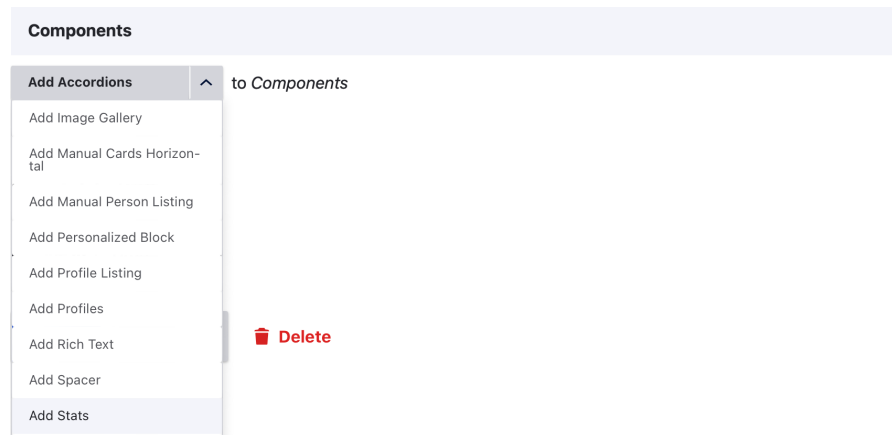 Components
Add Accordions
to Components
Add Image Gallery
Add Manual Cards Horizon-
tal
Add Manual Person Listing
Add Personalized Block
Add Profile Listing
Add Profiles
Delete
Add Rich Text
Add Spacer
Add Stats